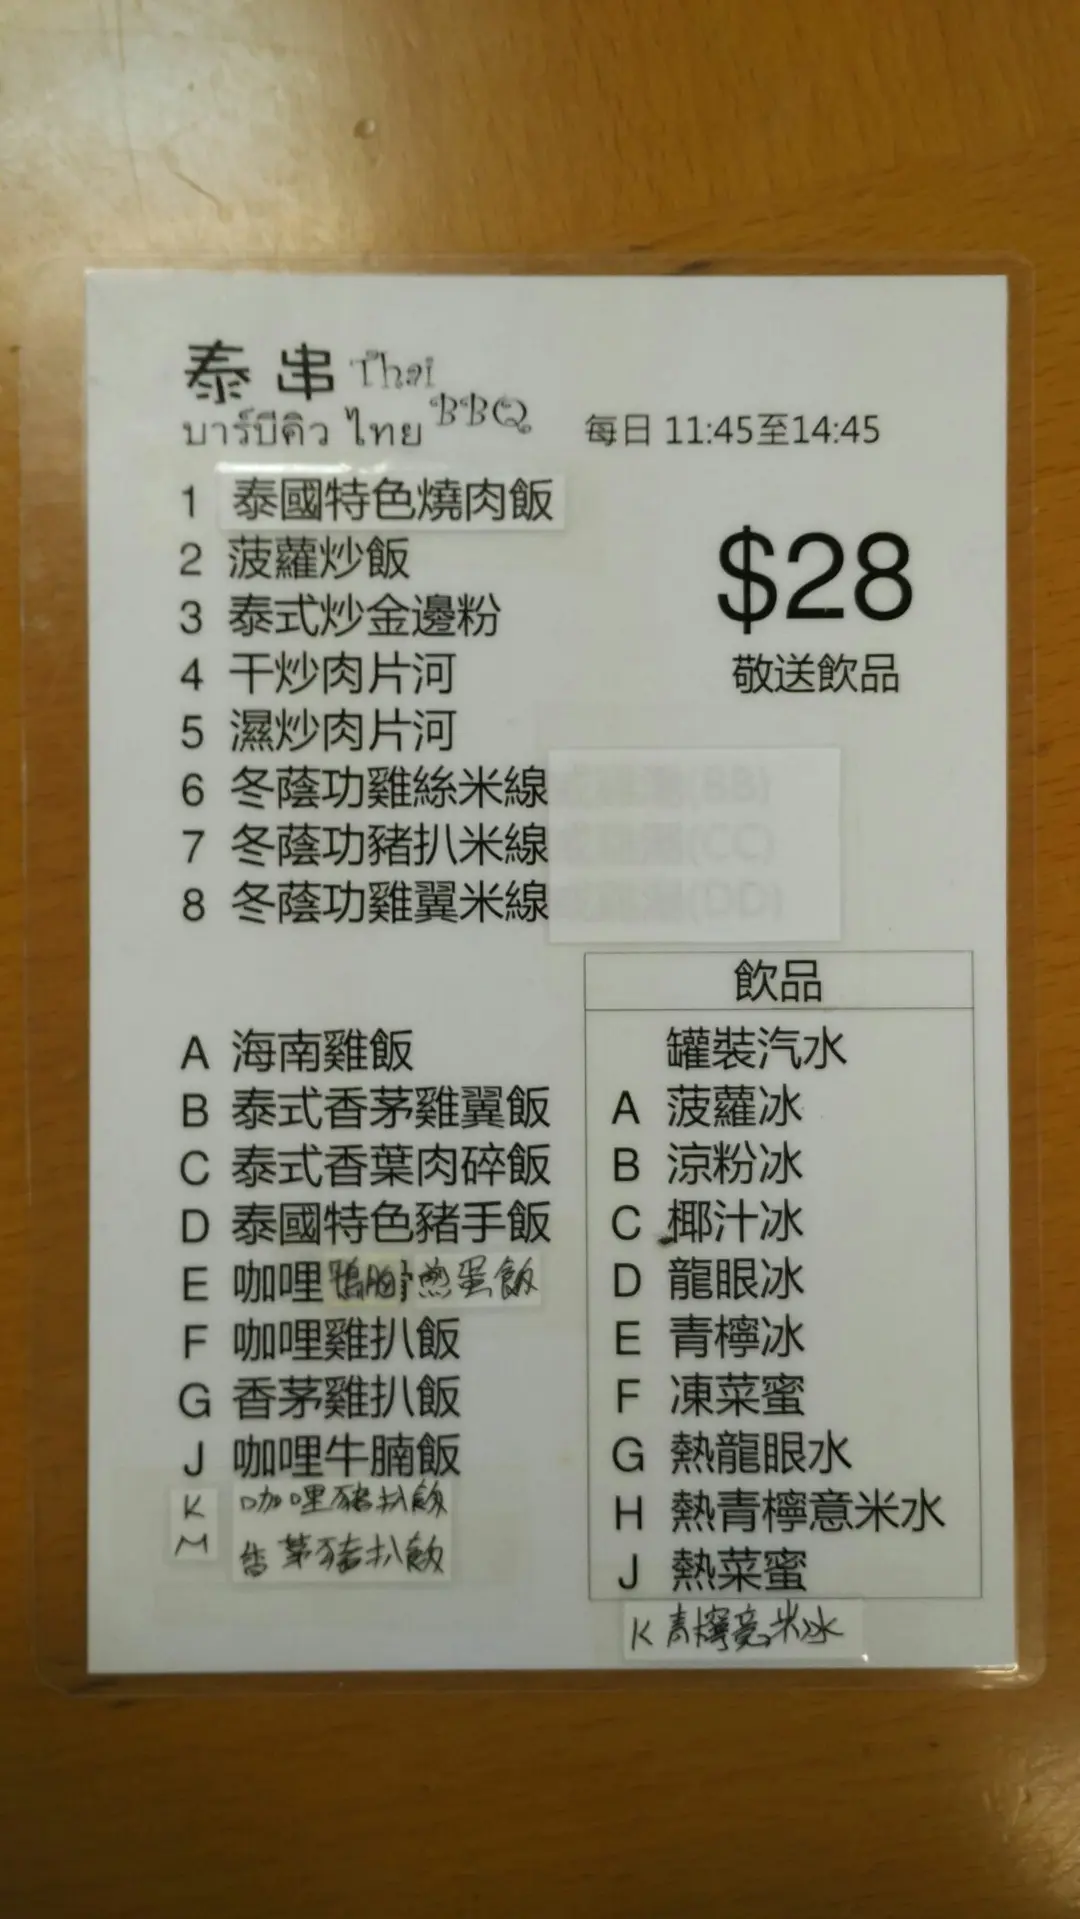 泰串 Thai
BBQ
บาร์บีคิว ไทย
每日 11:45至14:45
1 泰國特色燒肉飯
2 菠蘿炒飯
3 泰式炒金邊粉
4 干炒肉片河
5 濕炒肉片河
6 冬蔭功雞絲米線
7 冬蔭功豬扒米線
8 冬蔭功雞翼米線
$28
敬送飲品
A 海南雞飯
B 泰式香茅雞翼飯
C 泰式香葉肉碎飯
D 泰國特色豬手飯
E 咖哩 煎蛋飯
F 咖哩雞扒飯
G 香茅雞扒飯
J 咖哩牛腩飯
K 咖哩豬扒飯
M 香茅豬扒飯
飲品
罐裝汽水
A 菠蘿冰
B 涼粉冰
C 椰汁冰
D 龍眼冰
E 青檸冰
F 凍菜蜜
G 熱龍眼水
H 熱青檸意米水
J 熱菜蜜
K 青檸意米冰